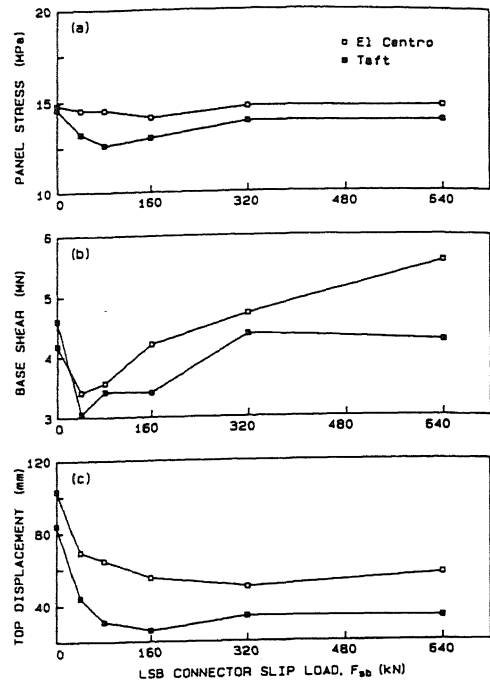 20
(a)
El Centro
Taft
15
10
PANEL STRESS (MPa)
0
160
320
480
640
6
(b)
5
4
3
BASE SHEAR (MN)
0
160
320
480
640
120
(c)
80
40
TOP DISPLACEMENT (mm)
0
160
320
480
640
LSB CONNECTOR SLIP LOAD, Fsb (kN)